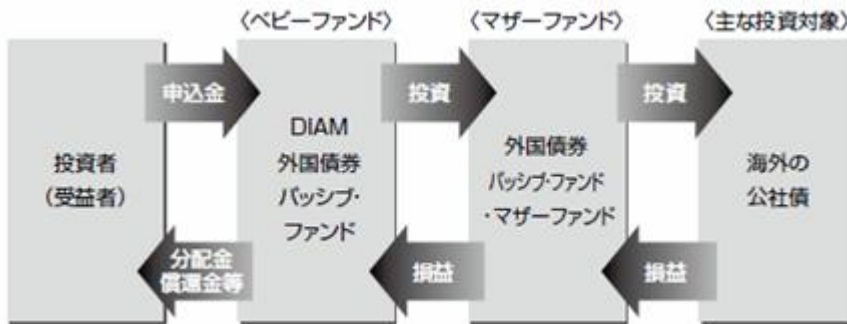 〈ベビーファンド〉
〈マザーファンド〉
〈主な投資対象〉
申込金
投資
投資
投資者
(受益者)
DIAM
外国債券
パッシブ・
ファンド
外国債券
パッシブ・ファンド
・マザーファンド
海外の
公社債
分配金
償還金等
損益
損益